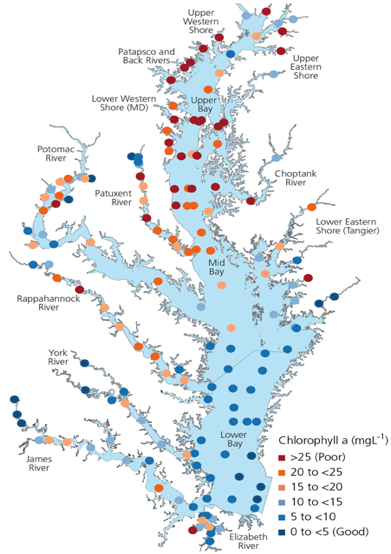 Upper
Western
Shore
Patapsco and
Back Rivers
Upper
Eastern
Shore
Lower Western
Shore (MD)
Upper
Bay
Potomac
River
Patuxent
River
Choptank
River
Lower Eastern
Shore (Tangier)
Mid
Bay
Rappahannock
River
York
River
Lower
Bay
James
River
Elizabeth
River
Chlorophyll a (mgL⁻¹)
>25 (Poor)
20 to <25
15 to <20
10 to <15
5 to <10
0 to <5 (Good)